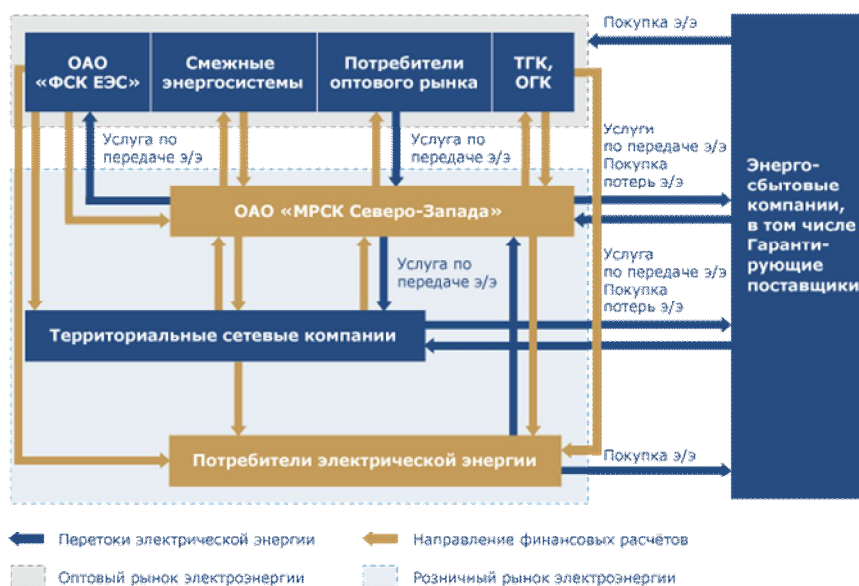 Покупка э/э
ОАО
«ФСК ЕЭС»
Смежные
энергосистемы
Потребители
оптового рынка
ТГК,
ОГК
Услуга по
передаче э/э
Услуга по
передаче э/э
Услуги
по передаче э/э
Покупка
потерь э/э
Энерго-
сбытовые
компании,
в том числе
Гаранти-
рующие
поставщики
ОАО «МРСК Северо-Запада»
Услуга по
передаче э/э
Услуга
по передаче э/э
Покупка
потерь э/э
Территориальные сетевые компании
Потребители электрической энергии
Покупка э/э
Перетоки электрической энергии
Направление финансовых расчётов
Оптовый рынок электроэнергии
Розничный рынок электроэнергии